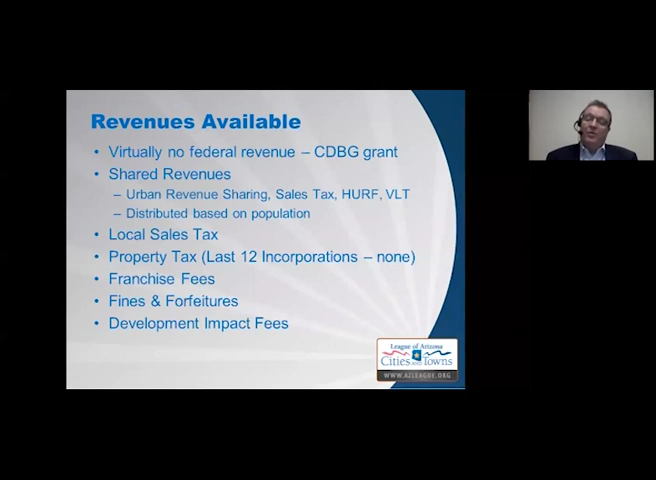 Revenues Available
• Virtually no federal revenue – CDBG grant
• Shared Revenues
– Urban Revenue Sharing, Sales Tax, HURF, VLT
– Distributed based on population
• Local Sales Tax
• Property Tax (Last 12 Incorporations – none)
• Franchise Fees
• Fines & Forfeitures
• Development Impact Fees
League of Arizona
Cities AND Towns
WWW.AZLEAGUE.ORG